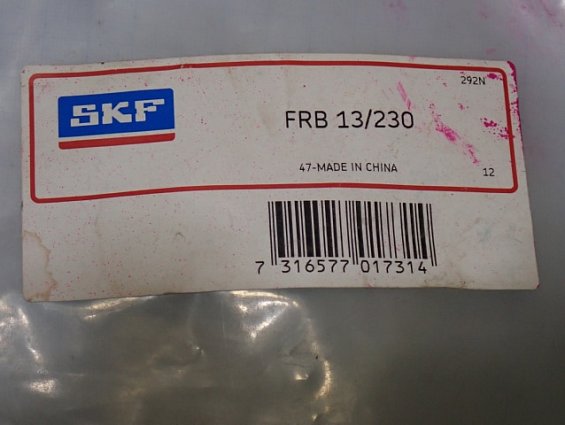 292N
SKF
FRB 13/230
47-MADE IN CHINA
12
7 316577 017314